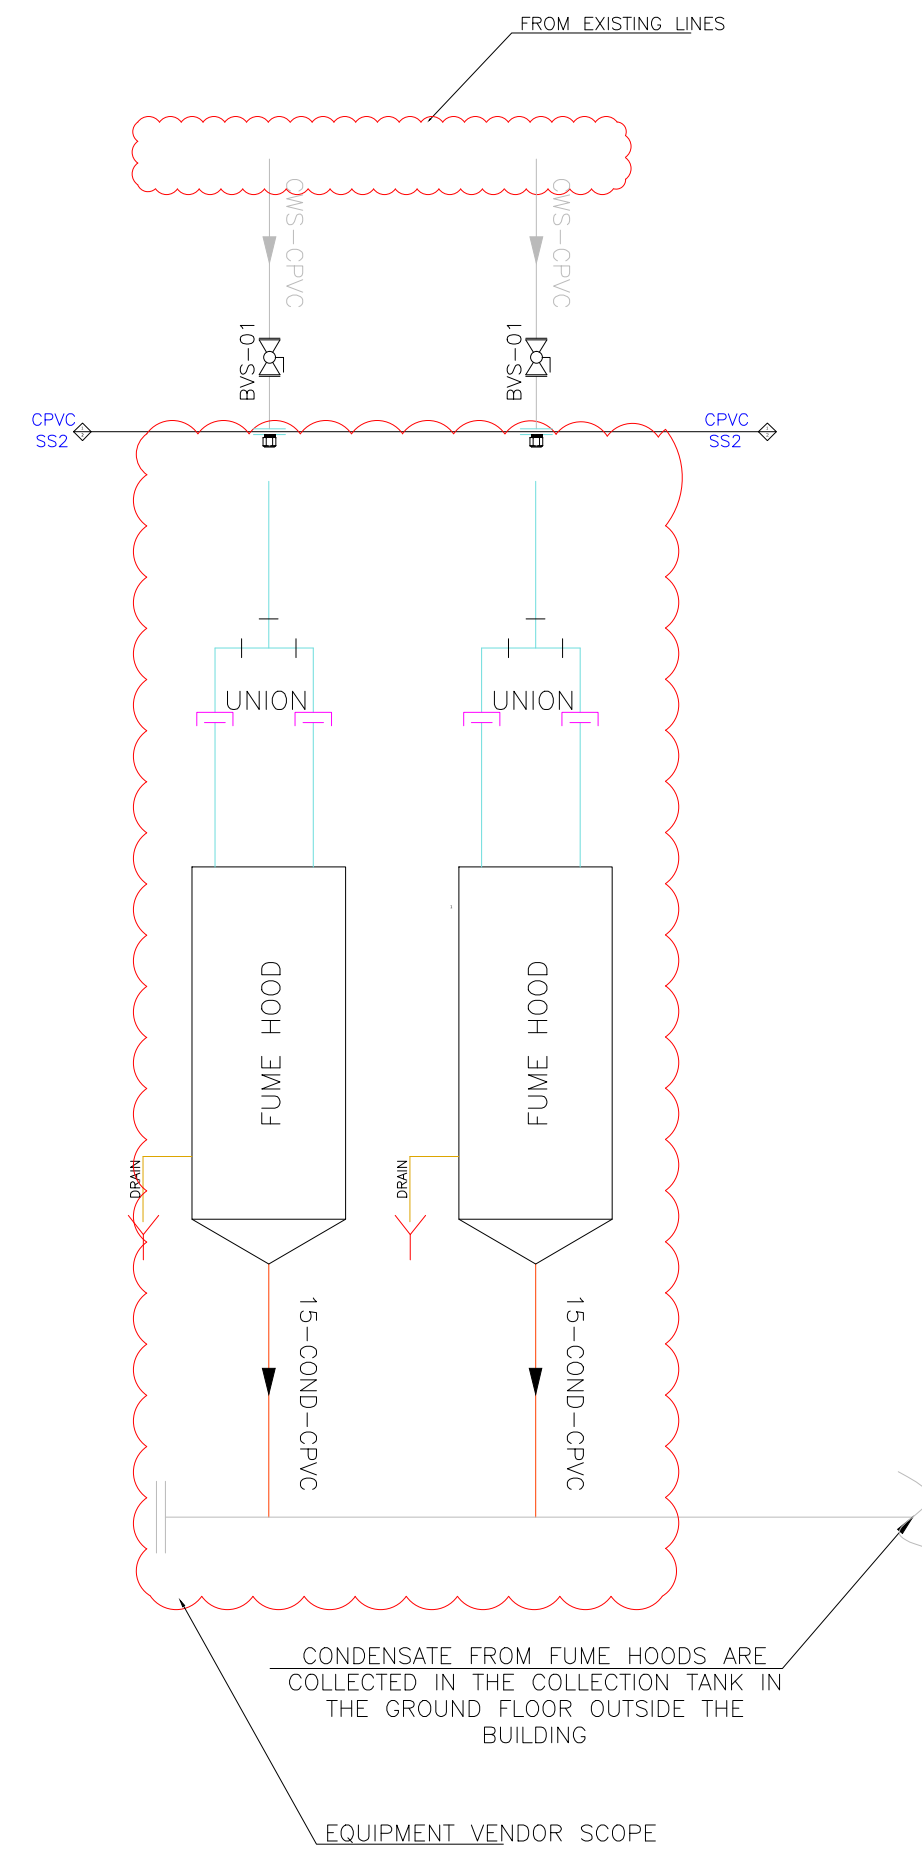 FROM EXISTING LINES
CWS-CPVC
CWS-CPVC
BVS-01
BVS-01
CPVC
SS2
CPVC
SS2
UNION
UNION
FUME HOOD
FUME HOOD
DRAIN
DRAIN
15-COND-CPVC
15-COND-CPVC
CONDENSATE FROM FUME HOODS ARE
COLLECTED IN THE COLLECTION TANK IN
THE GROUND FLOOR OUTSIDE THE
BUILDING
EQUIPMENT VENDOR SCOPE